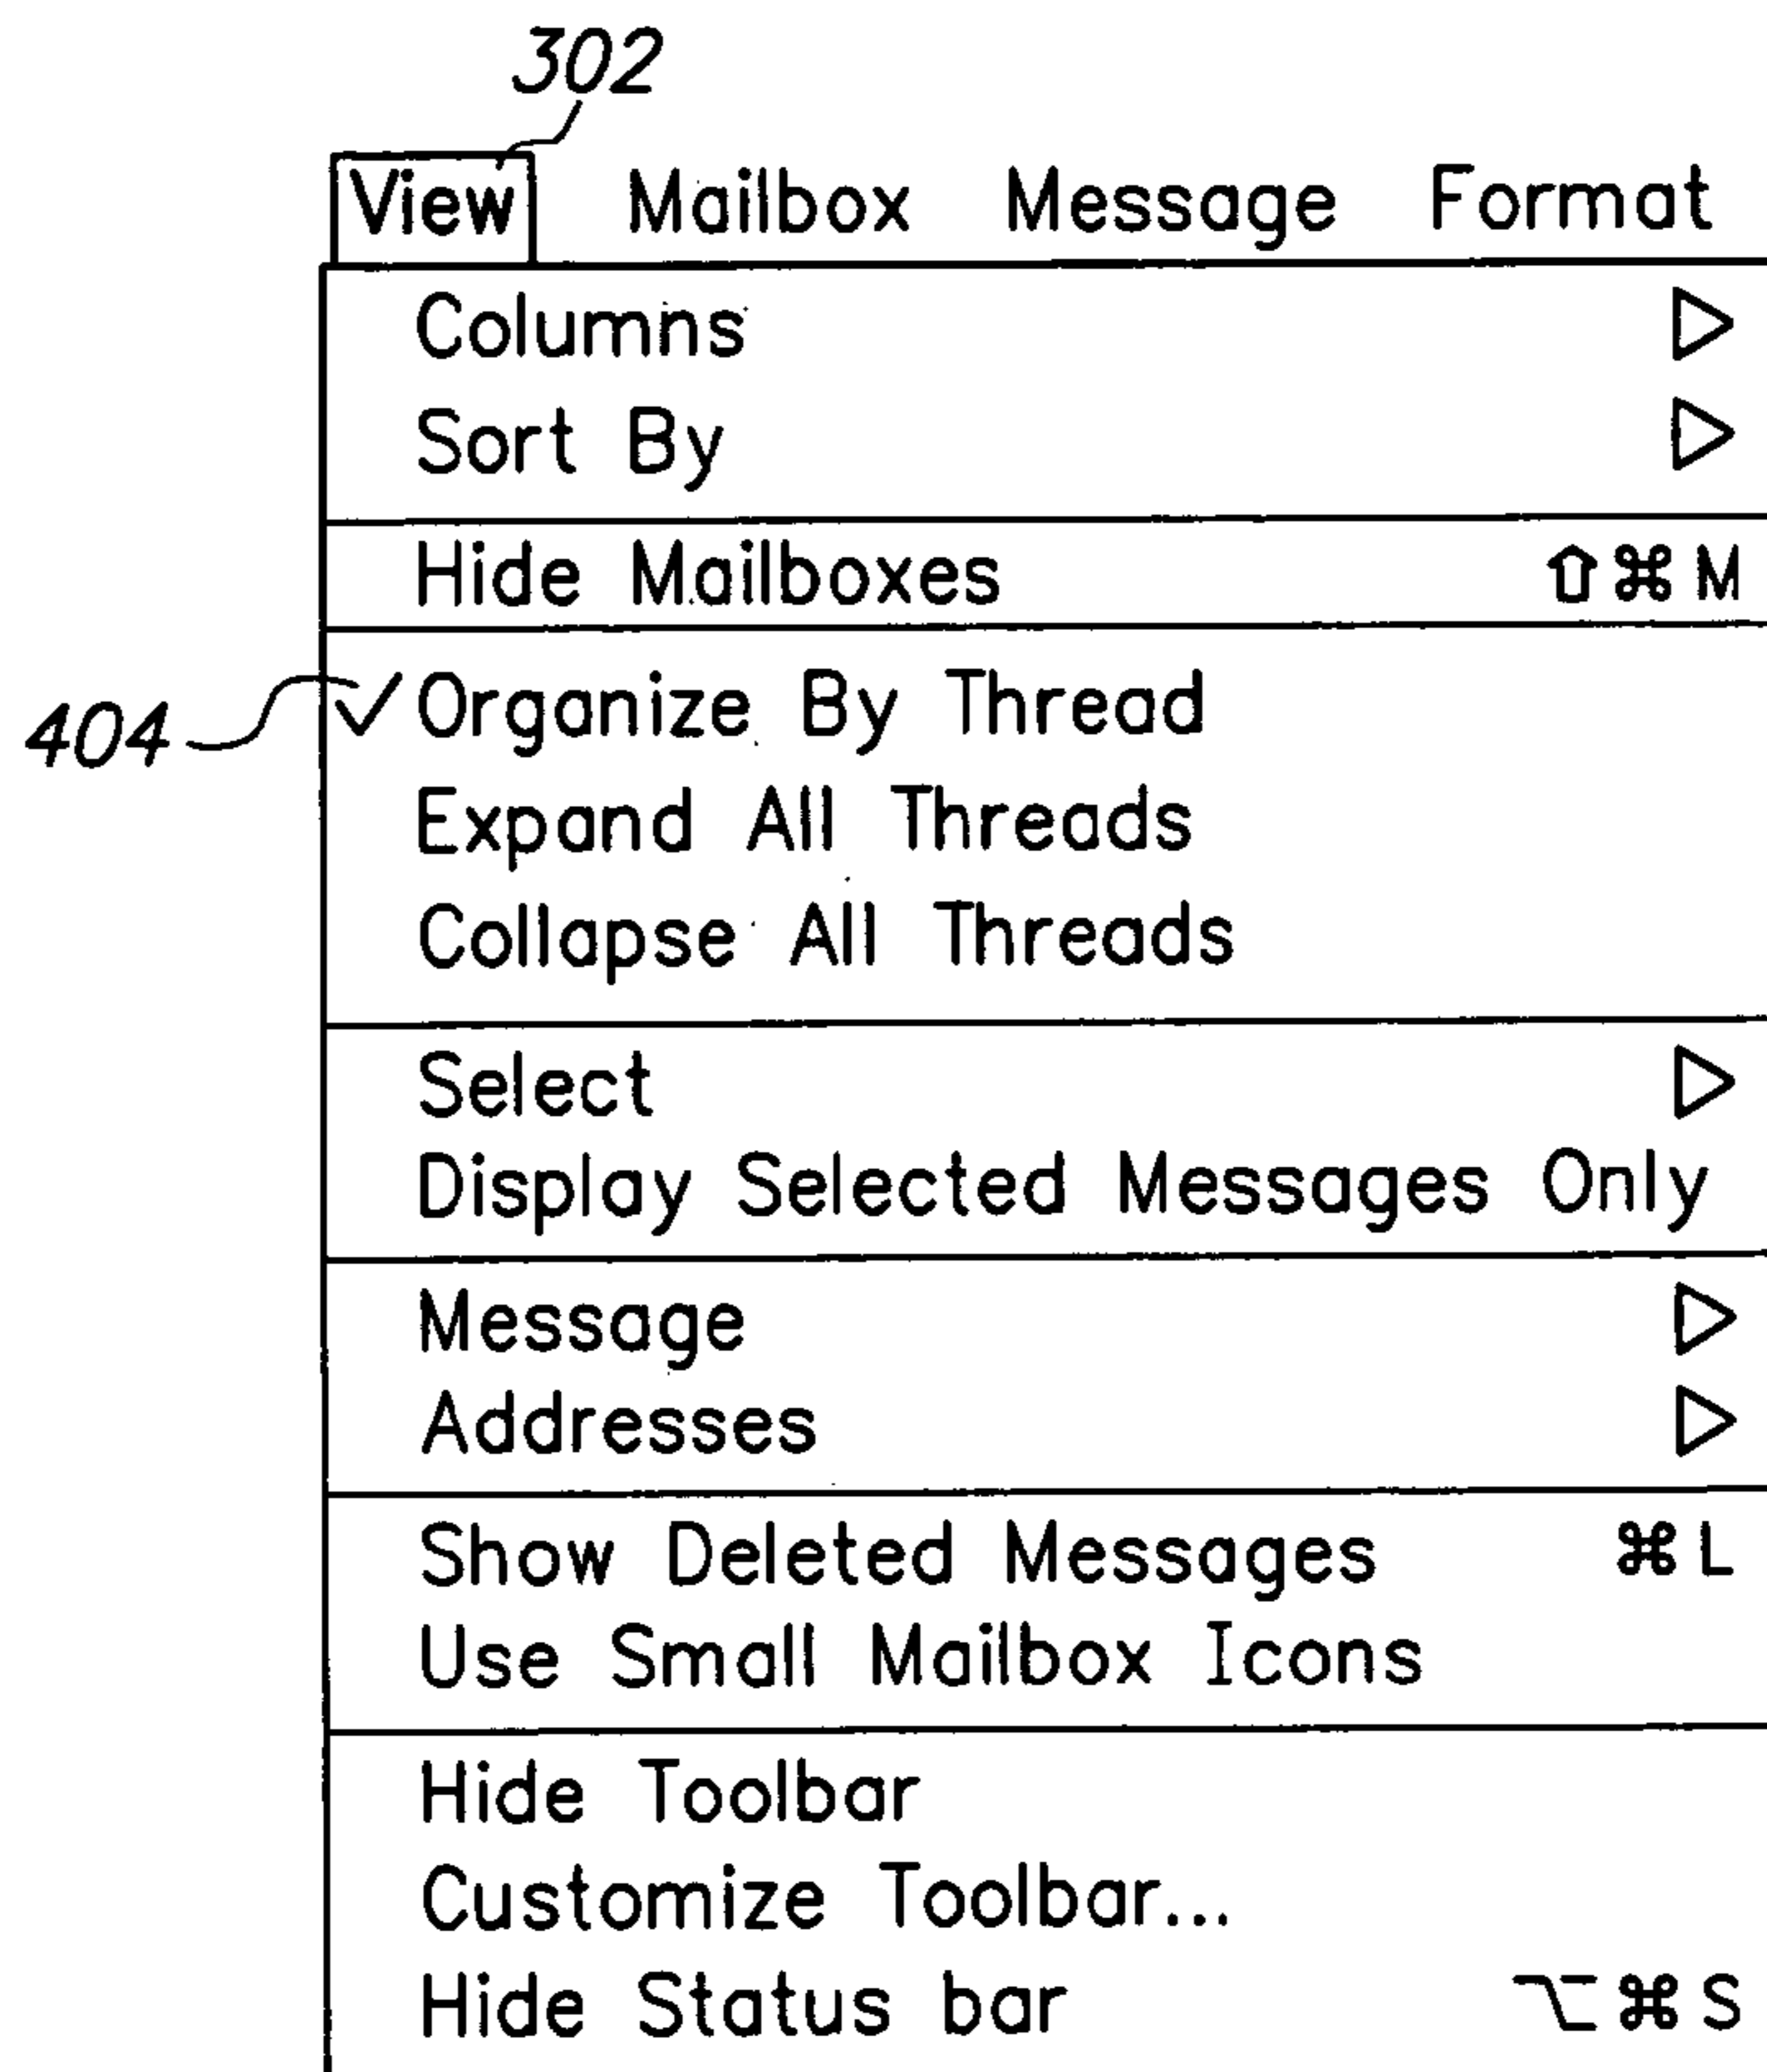 302
View Mailbox Message Format
Columns ▷
Sort By ▷
Hide Mailboxes ⇧⌘M
404 ✓ Organize By Thread
Expand All Threads
Collapse All Threads
Select ▷
Display Selected Messages Only
Message ▷
Addresses ▷
Show Deleted Messages ⌘L
Use Small Mailbox Icons
Hide Toolbar
Customize Toolbar...
Hide Status bar ⌥⌘S